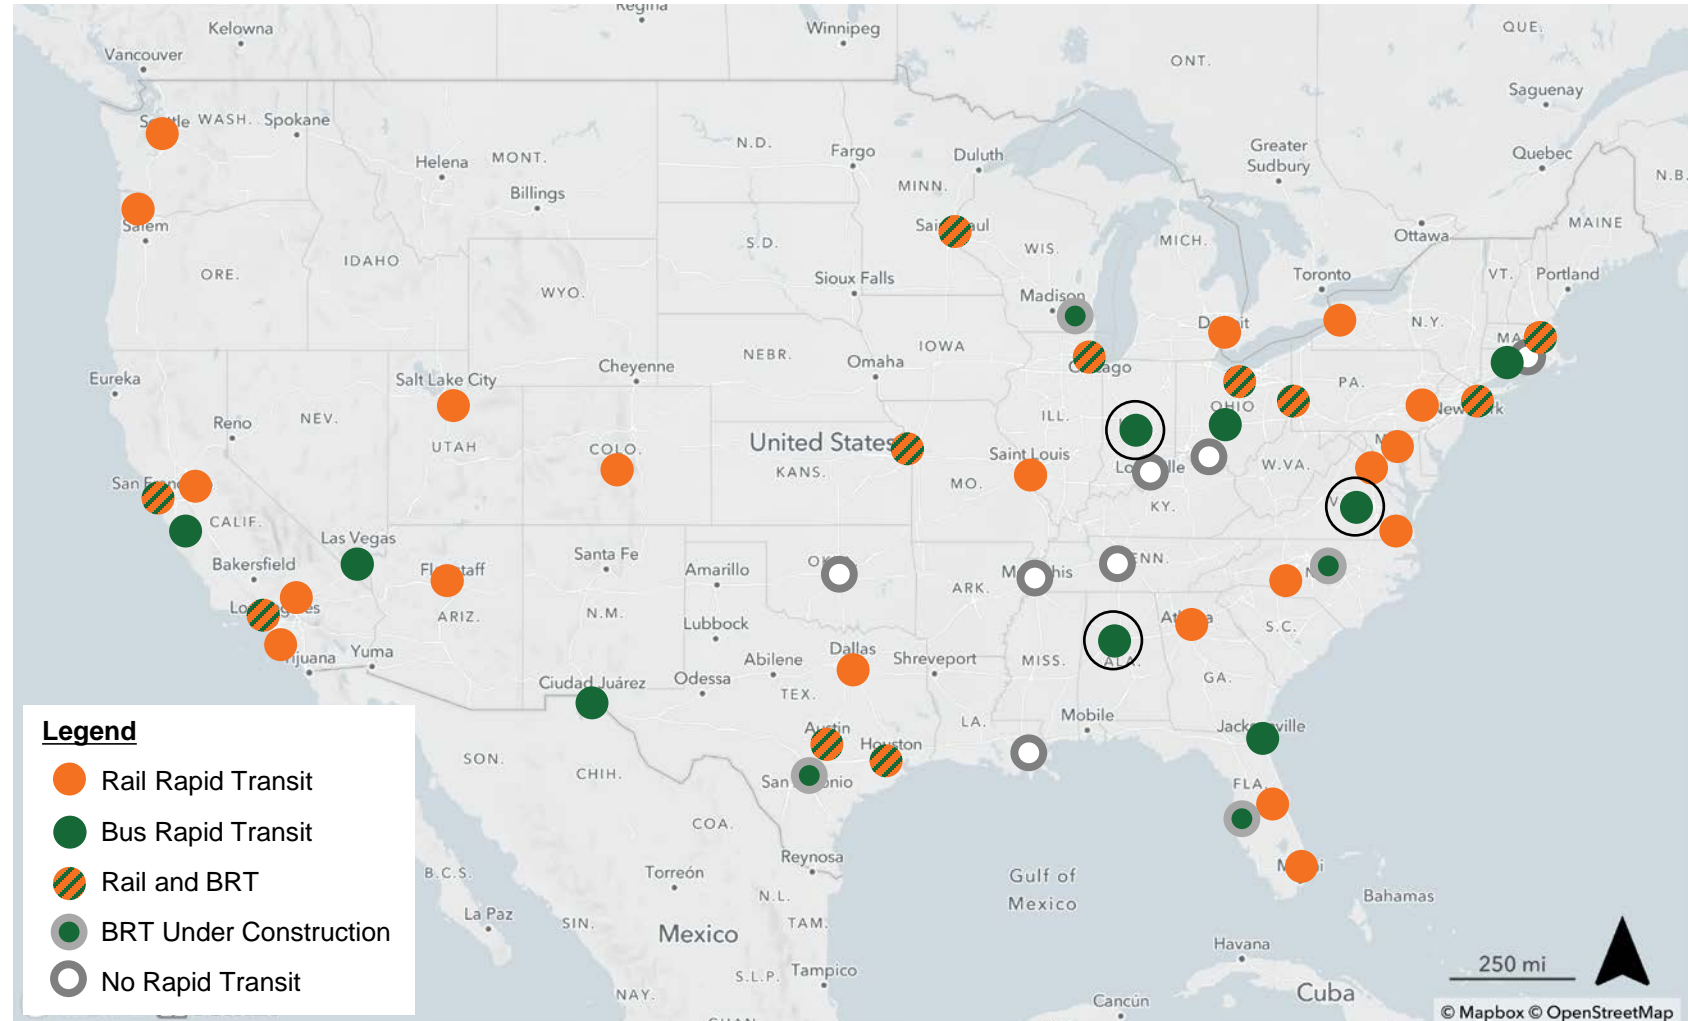 Regina
Kelowna
Winnipeg
QUE.
Vancouver
ONT.
Saguenay
WASH.
Spokane
Helena
MONT.
N.D.
Fargo
Duluth
Greater
Sudbury
Quebec
N.B.
Billings
MINN.
Salem
S.D.
WIS.
MICH.
Ottawa
MAINE
ORE.
IDAHO
WYO.
Sioux Falls
Madison
Toronto
VT.
Portland
N.Y.
Eureka
Salt Lake City
Cheyenne
NEBR.
Omaha
IOWA
PA.
Reno
NEV.
UTAH
COLO.
United States
KANS.
ILL.
OHIO
Saint Louis
MO.
W.VA.
KY.
CALIF.
Las Vegas
Bakersfield
Santa Fe
Amarillo
ARK.
ARIZ.
N.M.
Lubbock
S.C.
Yuma
Abilene
Dallas
Shreveport
MISS.
ALA.
GA.
Ciudad Juárez
Odessa
TEX.
LA.
Mobile
Austin
Houston
SON.
CHIH.
FLA.
COA.
Reynosa
B.C.S.
Torreón
N.L.
Gulf of
Mexico
Bahamas
La Paz
SIN.
Mexico
TAM.
Havana
S.L.P.
Tampico
NAY.
Cancún
Cuba
250 mi
Legend
Rail Rapid Transit
Bus Rapid Transit
Rail and BRT
BRT Under Construction
No Rapid Transit
© Mapbox © OpenStreetMap